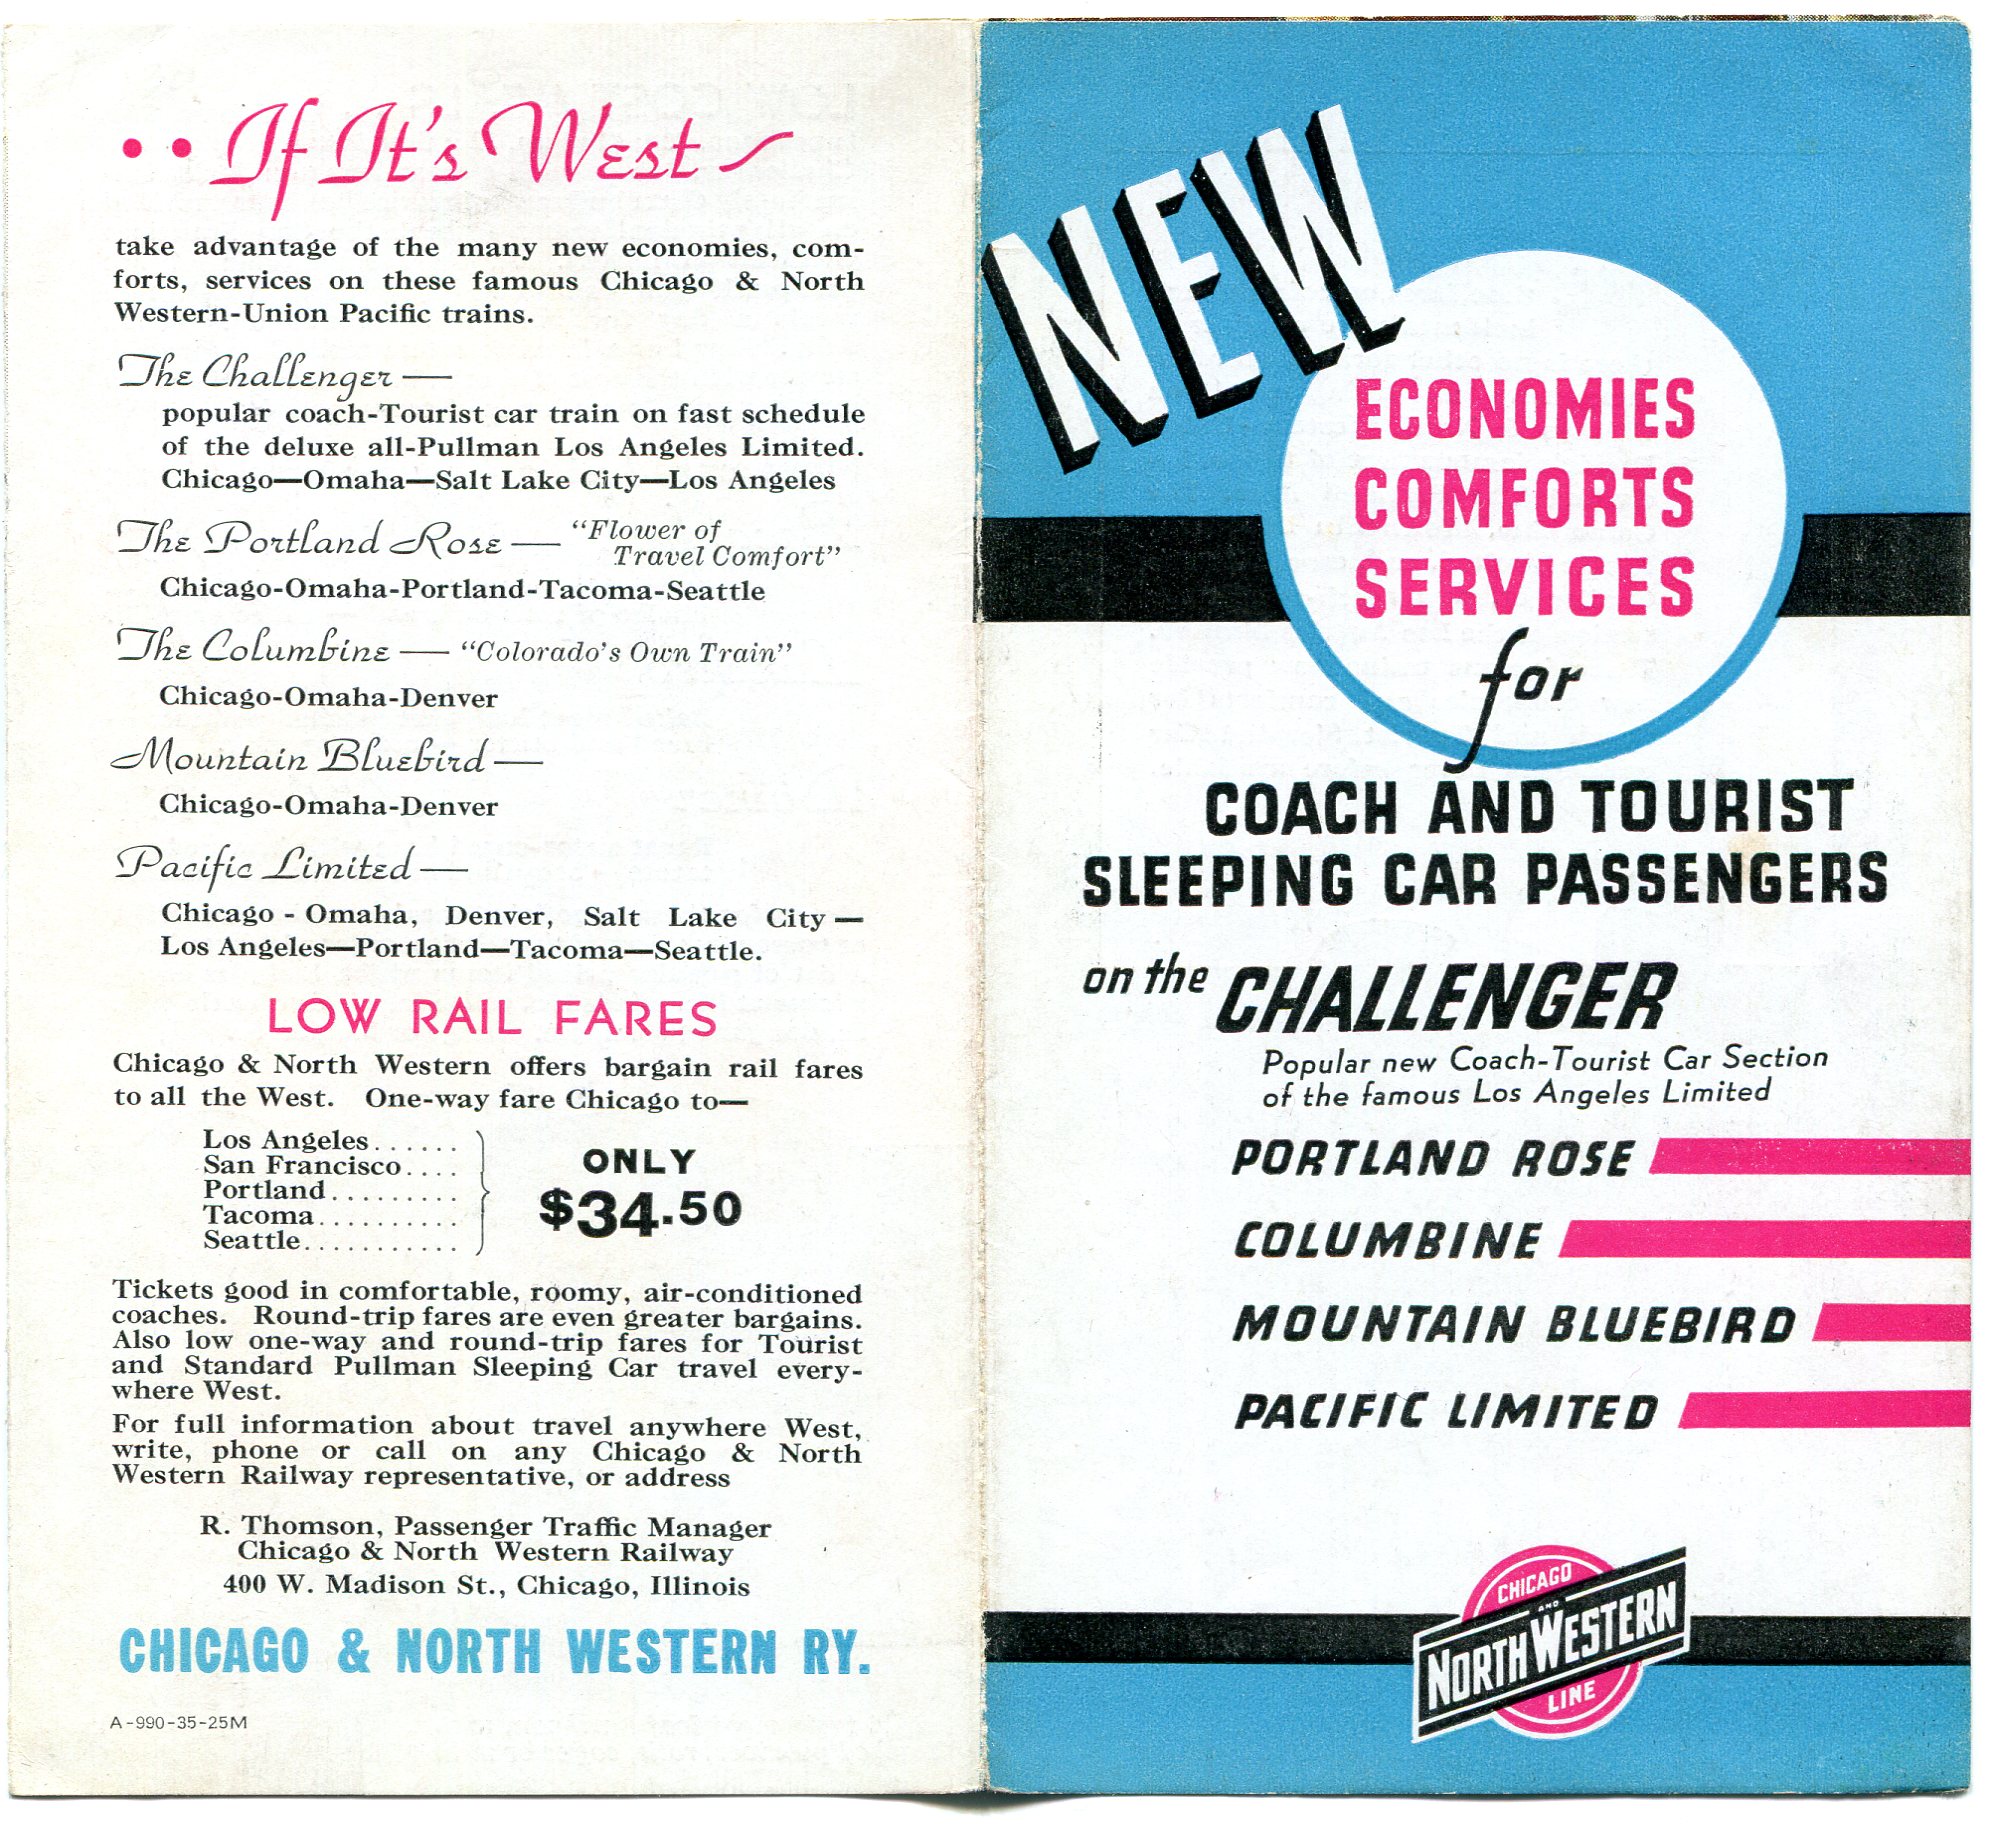 •• If It's West
take advantage of the many new economies, com-
forts, services on these famous Chicago & North
Western-Union Pacific trains.
The Challenger —
popular coach-Tourist car train on fast schedule
of the deluxe all-Pullman Los Angeles Limited.
Chicago—Omaha—Salt Lake City—Los Angeles
The Portland Rose — "Flower of
Travel Comfort"
Chicago-Omaha-Portland-Tacoma-Seattle
The Columbine — "Colorado's Own Train"
Chicago-Omaha-Denver
Mountain Bluebird —
Chicago-Omaha-Denver
Pacific Limited —
Chicago - Omaha, Denver, Salt Lake City —
Los Angeles—Portland—Tacoma—Seattle.
LOW RAIL FARES
Chicago & North Western offers bargain rail fares
to all the West. One-way fare Chicago to—
Los Angeles......
San Francisco....
Portland.........
Tacoma..........
Seattle...........
ONLY
$34.50
Tickets good in comfortable, roomy, air-conditioned
coaches. Round-trip fares are even greater bargains.
Also low one-way and round-trip fares for Tourist
and Standard Pullman Sleeping Car travel every-
where West.
For full information about travel anywhere West,
write, phone or call on any Chicago & North
Western Railway representative, or address
R. Thomson, Passenger Traffic Manager
Chicago & North Western Railway
400 W. Madison St., Chicago, Illinois
CHICAGO & NORTH WESTERN RY.
A-990-35-25M
NEW
ECONOMIES
COMFORTS
SERVICES
for
COACH AND TOURIST
SLEEPING CAR PASSENGERS
on the CHALLENGER
Popular new Coach-Tourist Car Section
of the famous Los Angeles Limited
PORTLAND ROSE
COLUMBINE
MOUNTAIN BLUEBIRD
PACIFIC LIMITED
CHICAGO
AND
NORTH WESTERN
LINE